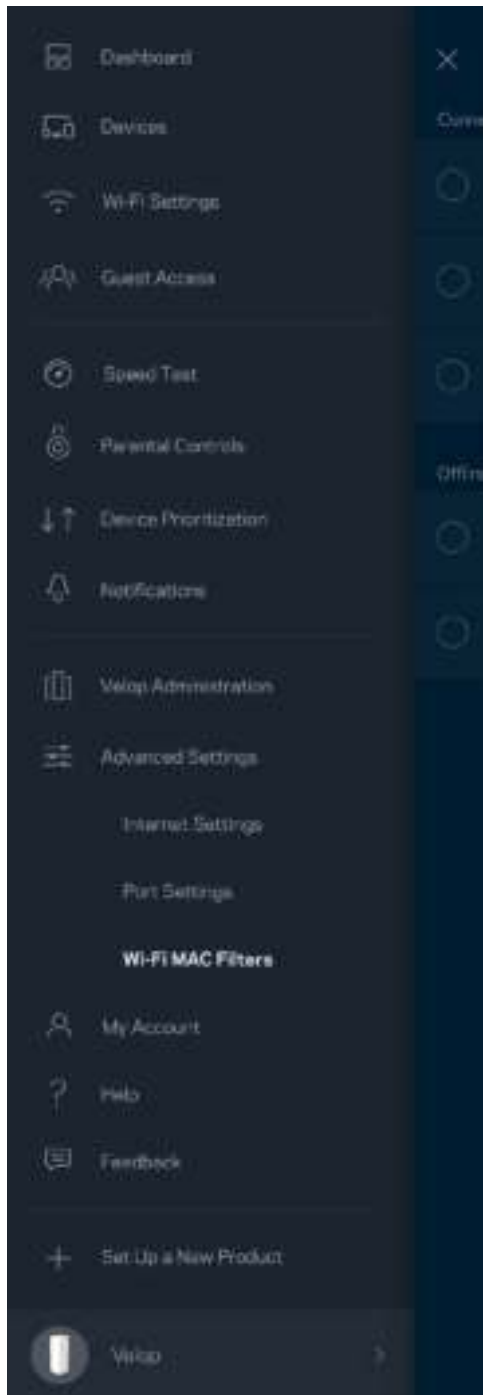 Dashboard
Devices
Wi-Fi Settings
Guest Access
Speed Test
Parental Controls
Device Prioritization
Notifications
Velop Administration
Advanced Settings
Internet Settings
Port Settings
Wi-Fi MAC Filters
My Account
Help
Feedback
Set Up a New Product
Velop